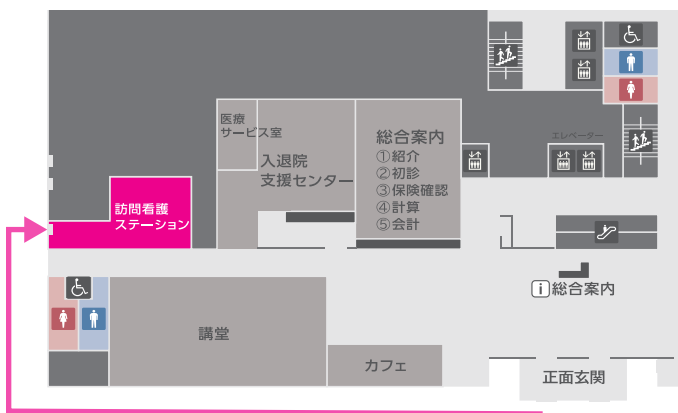 医療
サービス室
入退院
支援センター
総合案内
①紹介
②初診
③保険確認
④計算
⑤会計
エレベーター
訪問看護
ステーション
i 総合案内
講堂
カフェ
正面玄関